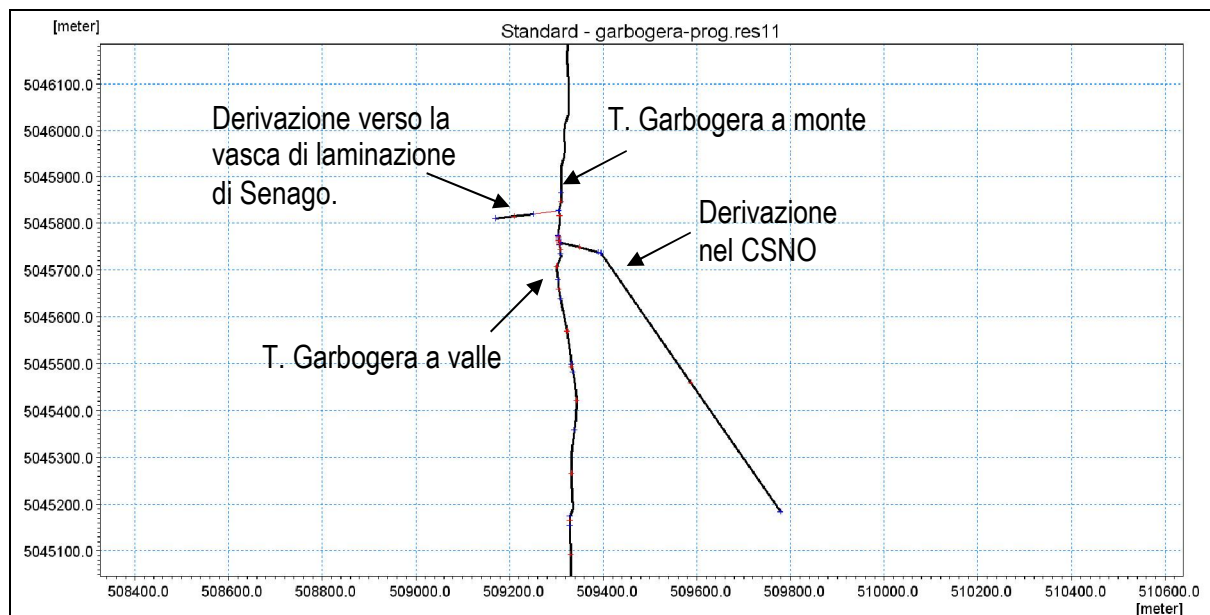 [meter]
Standard - garbogera-prog.res11
5046100.0
5046000.0
5045900.0
5045800.0
5045700.0
5045600.0
5045500.0
5045400.0
5045300.0
5045200.0
5045100.0
Derivazione verso la
vasca di laminazione
di Senago.
T. Garbogera a monte
Derivazione
nel CSNO
T. Garbogera a valle
508400.0 508600.0 508800.0 509000.0 509200.0 509400.0 509600.0 509800.0 510000.0 510200.0 510400.0 510600.0
[meter]